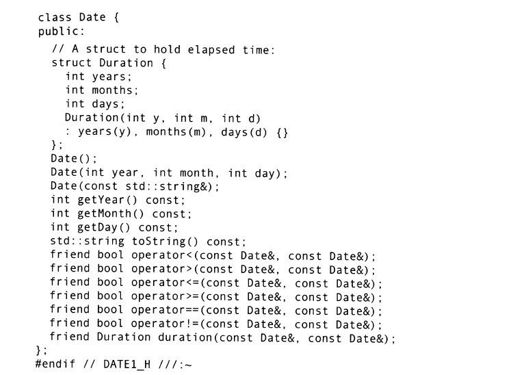 class Date {
public:
  // A struct to hold elapsed time:
  struct Duration {
    int years;
    int months;
    int days;
    Duration(int y, int m, int d)
    : years(y), months(m), days(d) {}
  };
  Date();
  Date(int year, int month, int day);
  Date(const std::string&);
  int getYear() const;
  int getMonth() const;
  int getDay() const;
  std::string toString() const;
  friend bool operator<(const Date&, const Date&);
  friend bool operator>(const Date&, const Date&);
  friend bool operator<=(const Date&, const Date&);
  friend bool operator>=(const Date&, const Date&);
  friend bool operator==(const Date&, const Date&);
  friend bool operator!=(const Date&, const Date&);
  friend Duration duration(const Date&, const Date&);
};
#endif // DATE1_H ///:~